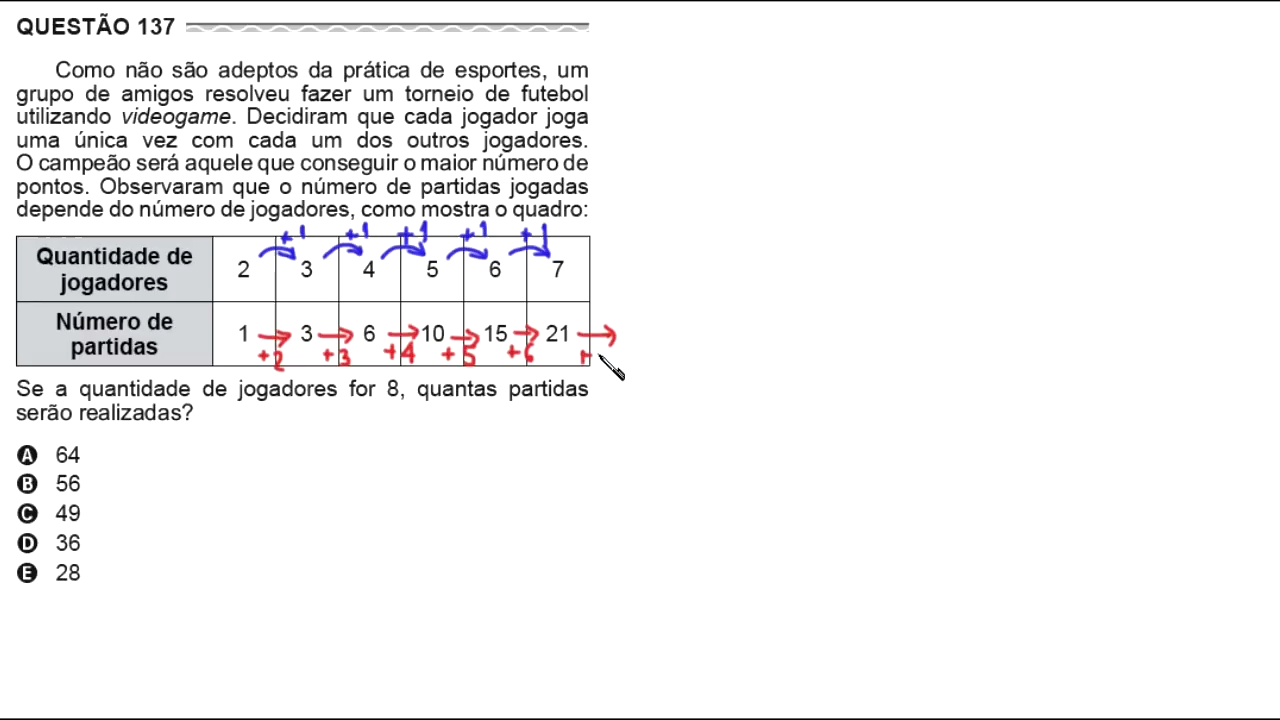 QUESTÃO 137
Como não são adeptos da prática de esportes, um
grupo de amigos resolveu fazer um torneio de futebol
utilizando videogame. Decidiram que cada jogador joga
uma única vez com cada um dos outros jogadores.
O campeão será aquele que conseguir o maior número de
pontos. Observaram que o número de partidas jogadas
depende do número de jogadores, como mostra o quadro:
+1 +1 +1 +1 +1
Quantidade de
jogadores 2 3 4 5 6 7
Número de
partidas 1 3 6 10 15 21
+2 +3 +4 +5 +6 +
Se a quantidade de jogadores for 8, quantas partidas
serão realizadas?
A 64
B 56
C 49
D 36
E 28